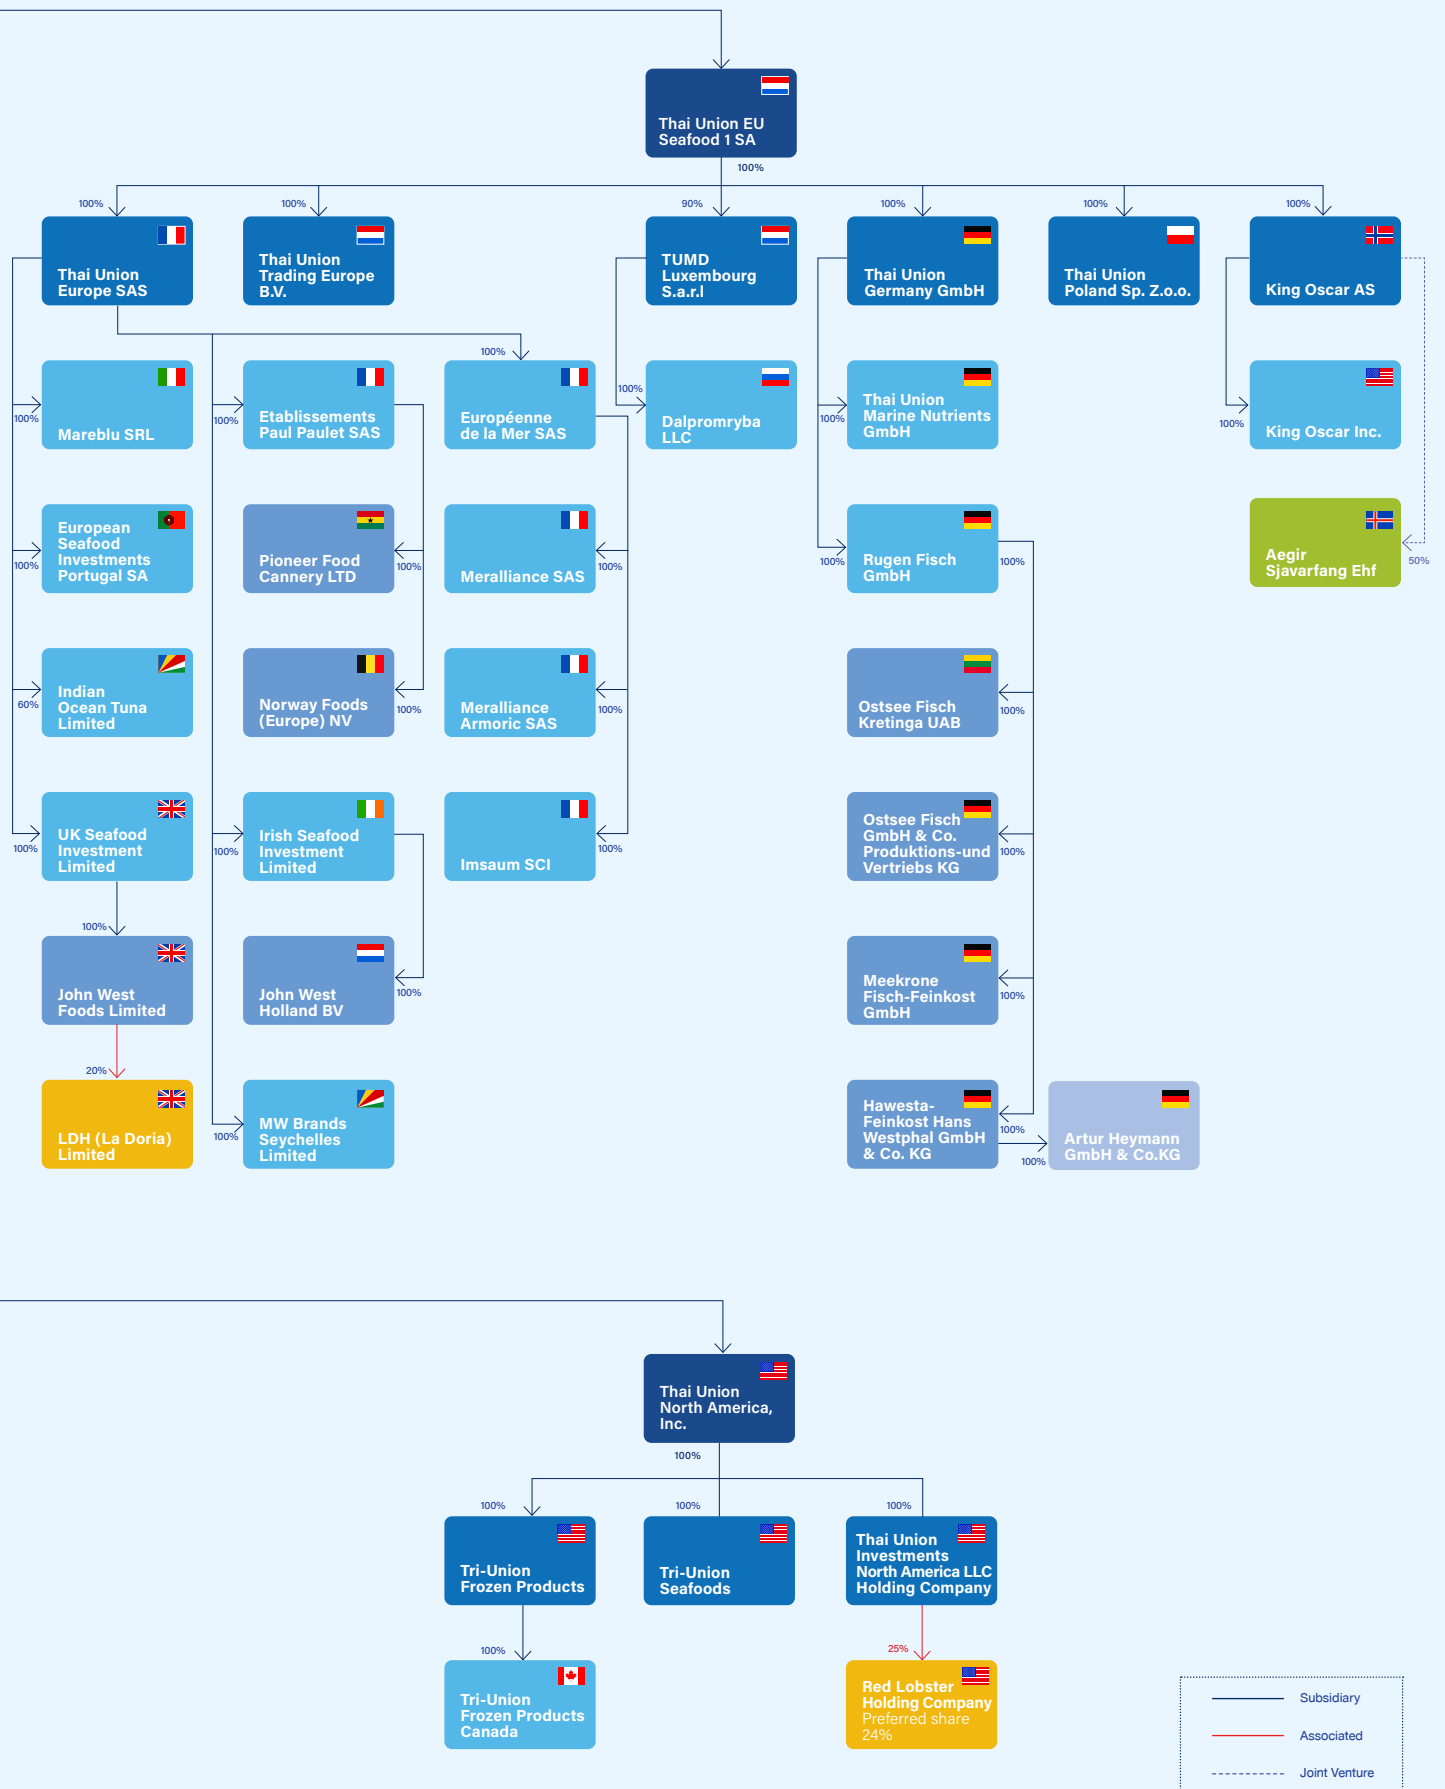 Thai Union EU
Seafood 1 SA
100%
100%
100%
90%
100%
100%
100%
Thai Union
Europe SAS
Thai Union
Trading Europe
B.V.
TUMD
Luxembourg
S.a.r.l
Thai Union
Germany GmbH
Thai Union
Poland Sp. Z.o.o.
King Oscar AS
100%
100%
Mareblu SRL
100%
Etablissements
Paul Paulet SAS
100%
Européenne
de la Mer SAS
Dalpromryba
LLC
100%
Thai Union
Marine Nutrients
GmbH
100%
King Oscar Inc.
100%
European
Seafood
Investments
Portugal SA
100%
Pioneer Food
Cannery LTD
100%
Meralliance SAS
100%
Rugen Fisch
GmbH
100%
100%
Aegir
Sjavarfang Ehf
50%
Indian
Ocean Tuna
Limited
60%
Norway Foods
(Europe) NV
100%
Meralliance
Armoric SAS
100%
Ostsee Fisch
Kretinga UAB
100%
UK Seafood
Investment
Limited
100%
Irish Seafood
Investment
Limited
100%
Imsaum SCI
100%
Ostsee Fisch
GmbH & Co.
Produktions-und
Vertriebs KG
100%
100%
John West
Foods Limited
John West
Holland BV
100%
Meekrone
Fisch-Feinkost
GmbH
100%
20%
LDH (La Doria)
Limited
100%
MW Brands
Seychelles
Limited
Hawesta-
Feinkost Hans
Westphal GmbH
& Co. KG
100%
100%
Artur Heymann
GmbH & Co.KG
Thai Union
North America,
Inc.
100%
100%
100%
100%
Tri-Union
Frozen Products
Tri-Union
Seafoods
Thai Union
Investments
North America LLC
Holding Company
100%
25%
Tri-Union
Frozen Products
Canada
Red Lobster
Holding Company
Preferred share
24%
Subsidiary
Associated
Joint Venture